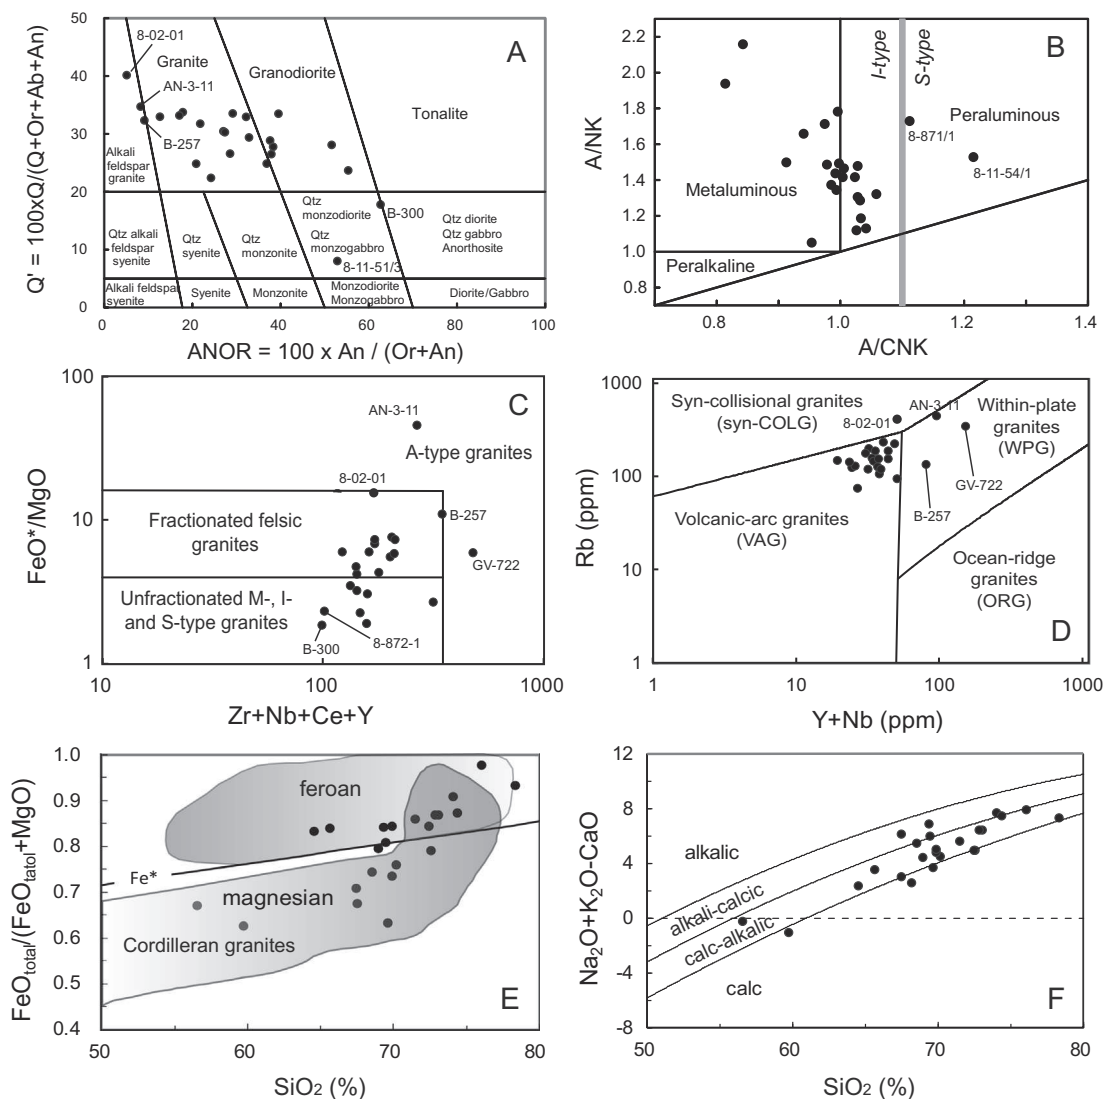 A
Q' = 100xQ/(Q+Or+Ab+An)
50
40
30
20
10
0
8-02-01
Granite
AN-3-11
Granodiorite
Tonalite
B-257
Alkali
feldspar
granite
Qtz
monzodiorite
B-300
Qtz diorite
Qtz gabbro
Anorthosite
Qtz alkali
feldspar
syenite
Qtz
syenite
Qtz
monzonite
Qtz
monzogabbro
8-11-51/3
Alkali feldspar
syenite
Syenite
Monzonite
Monzodiorite
Monzogabbro
Diorite/Gabbro
0 20 40 60 80 100
ANOR = 100 x An / (Or+An)
B
A/NK
2.2
2.0
1.8
1.6
1.4
1.2
1.0
0.8
I-type
S-type
Peraluminous
8-871/1
8-11-54/1
Metaluminous
Peralkaline
0.8 1.0 1.2 1.4
A/CNK
C
FeO*/MgO
100
10
1
AN-3-11
A-type granites
8-02-01
B-257
Fractionated felsic
granites
GV-722
Unfractionated M-, I-
and S-type granites
B-300
8-872-1
10 100 1000
Zr+Nb+Ce+Y
D
Rb (ppm)
1000
100
10
1
Syn-collisional granites
(syn-COLG)
8-02-01
AN-3-11
Within-plate
granites
(WPG)
GV-722
B-257
Volcanic-arc granites
(VAG)
Ocean-ridge
granites
(ORG)
1 10 100 1000
Y+Nb (ppm)
E
FeOtotal/(FeOtatol+MgO)
1.0
0.9
0.8
0.7
0.6
0.5
0.4
feroan
Fe*
magnesian
Cordilleran granites
50 60 70 80
SiO2 (%)
F
Na2O+K2O-CaO
12
8
4
0
-4
-8
alkalic
alkali-calcic
calc-alkalic
calc
50 60 70 80
SiO2 (%)